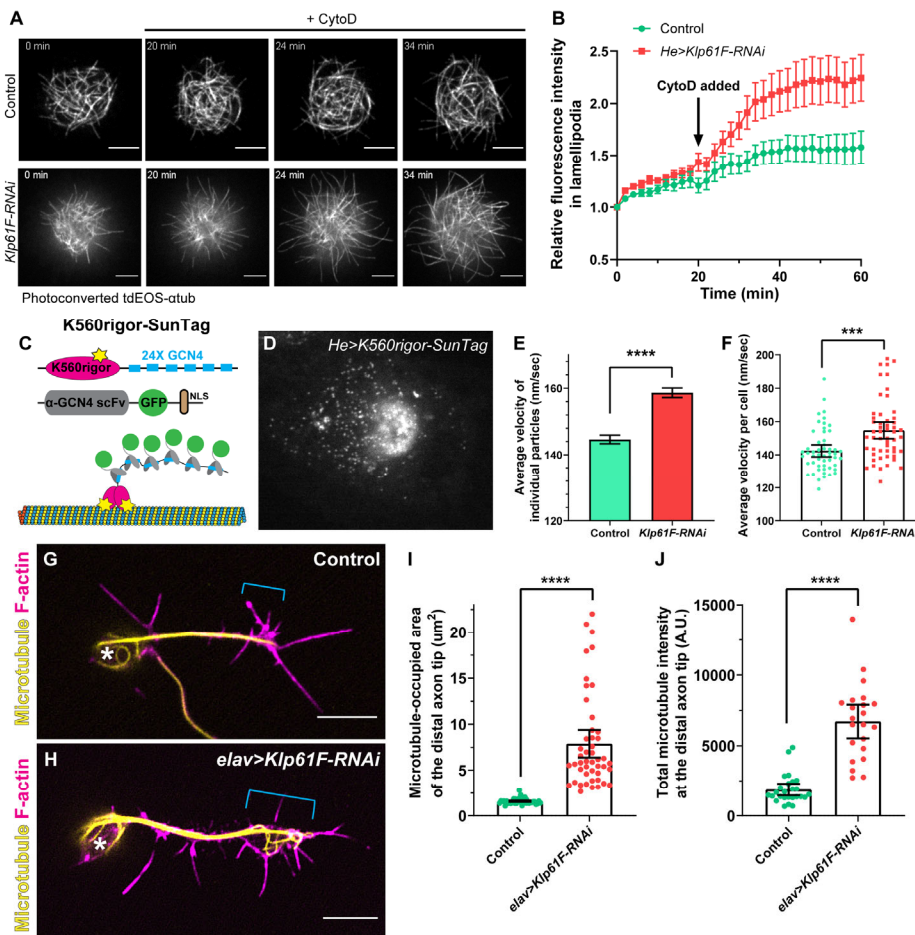 A
+ CytoD
Control
0 min
20 min
24 min
34 min
Klp61F-RNAi
0 min
20 min
24 min
34 min
Photoconverted tdEOS-αtub
B
Control
He>Klp61F-RNAi
CytoD added
Relative fluorescence intensity
in lamellipodia
2.5
2.0
1.5
1.0
0.5
0
20
40
60
Time (min)
C
K560rigor-SunTag
K560rigor
24X GCN4
α-GCN4 scFv
GFP
NLS
D
He>K560rigor-SunTag
E
****
Average velocity of
individual particles (nm/sec)
160
140
120
Control
Klp61F-RNAi
F
***
Average velocity per cell (nm/sec)
200
180
160
140
120
100
Control
Klp61F-RNA
G
Control
Microtubule F-actin
*
H
elav>Klp61F-RNAi
Microtubule F-actin
*
I
****
Microtubule-occupied area
of the distal axon tip (um²)
20
15
10
5
0
Control
elav>Klp61F-RNAi
J
****
Total microtubule intensity
at the distal axon tip (A.U.)
15000
10000
5000
0
Control
elav>Klp61F-RNAi